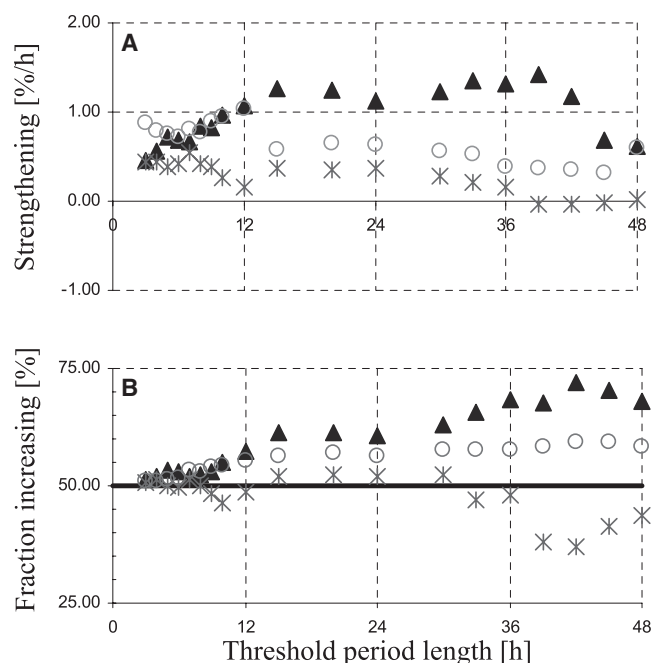 Strengthening [%/h]
2.00
A
1.00
0.00
0 12 24 36 48
-1.00
Fraction increasing [%]
75.00
B
50.00
25.00
0 12 24 36 48
Threshold period length [h]